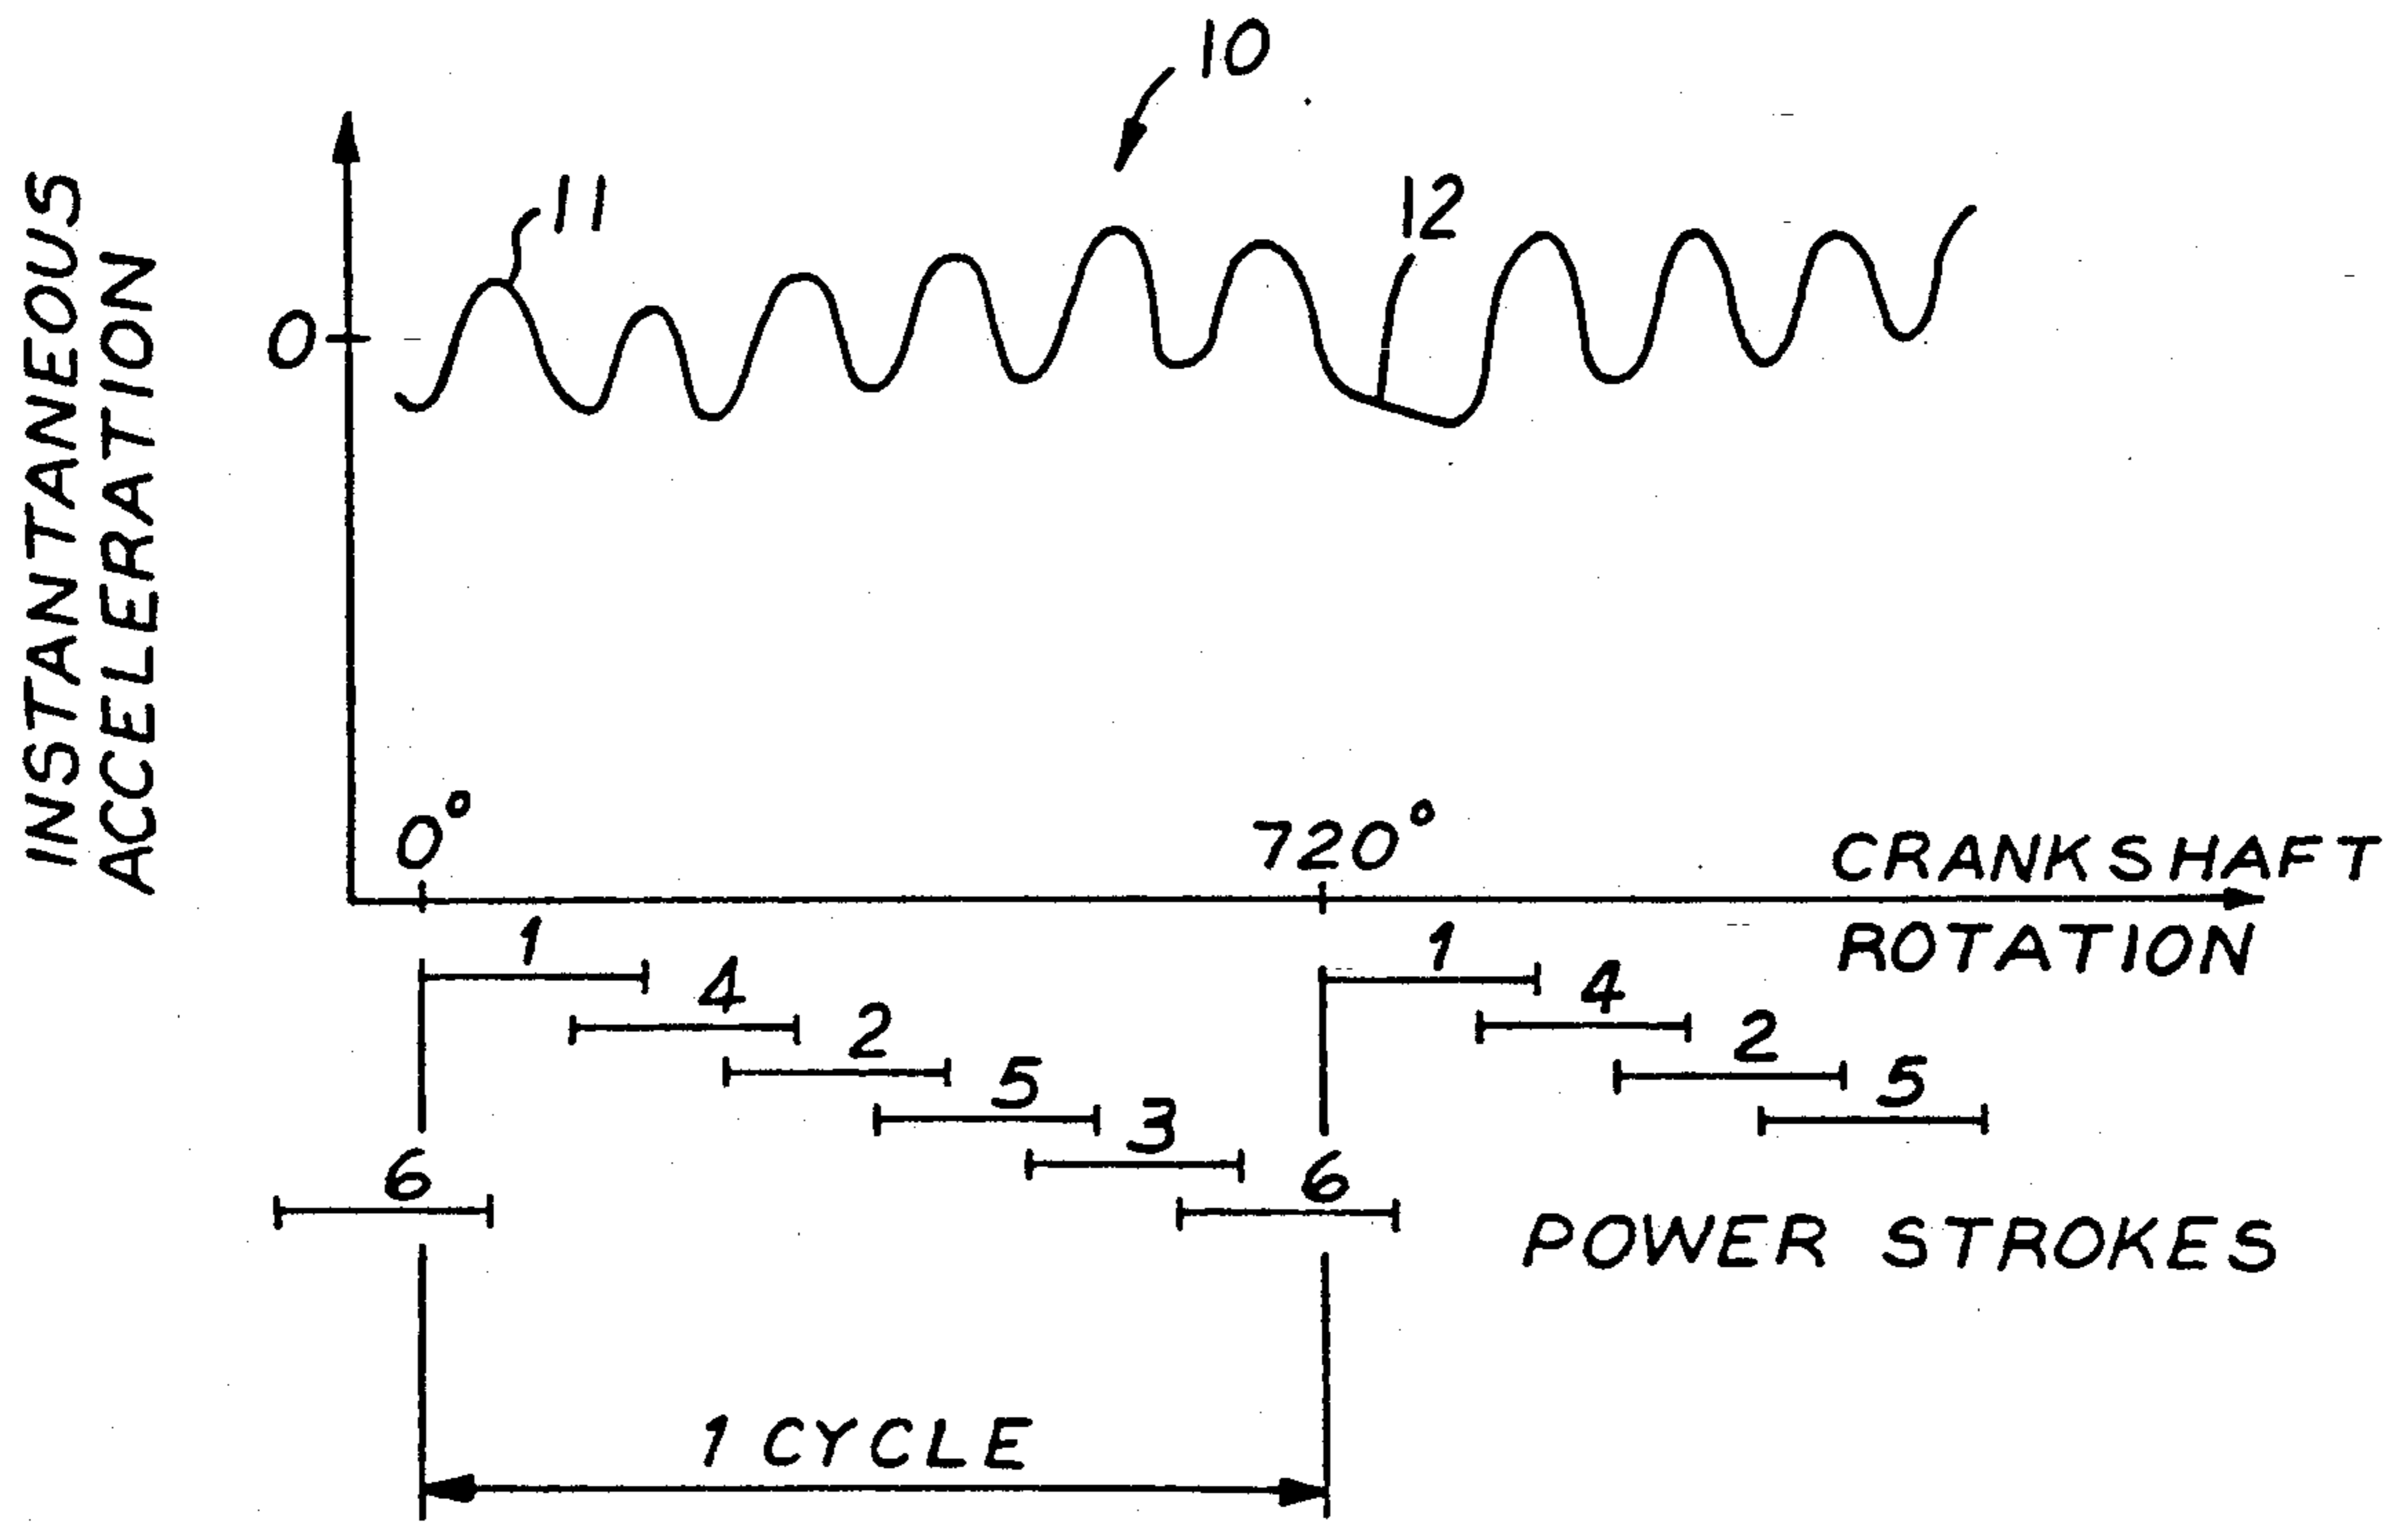 10
11
12
INSTANTANEOUS
ACCELERATION
0
0°
720°
CRANKSHAFT
ROTATION
1
4
2
5
3
6
1
4
2
5
6
POWER STROKES
1 CYCLE